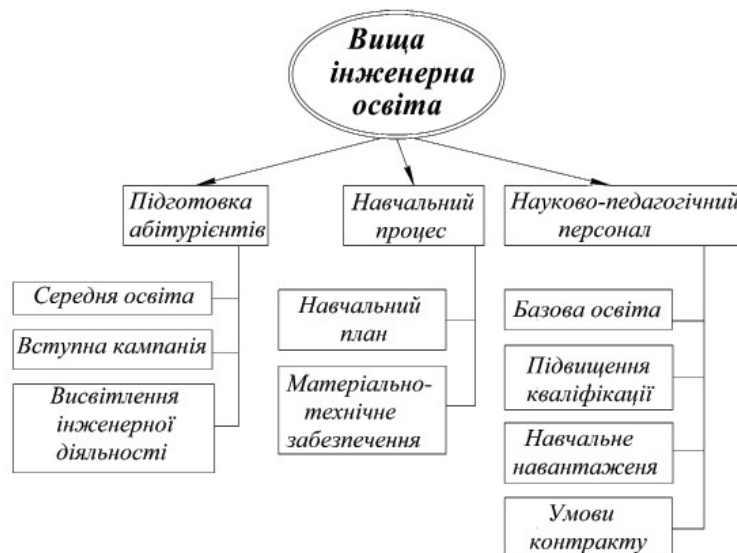 Вища
інженерна
освіта
Підготовка
абітурієнтів
Навчальний
процес
Науково-педагогічний
персонал
Середня освіта
Вступна кампанія
Висвітлення
інженерної
діяльності
Навчальний
план
Матеріально-
технічне
забезпечення
Базова освіта
Підвищення
кваліфікації
Навчальне
навантаженя
Умови
контракту